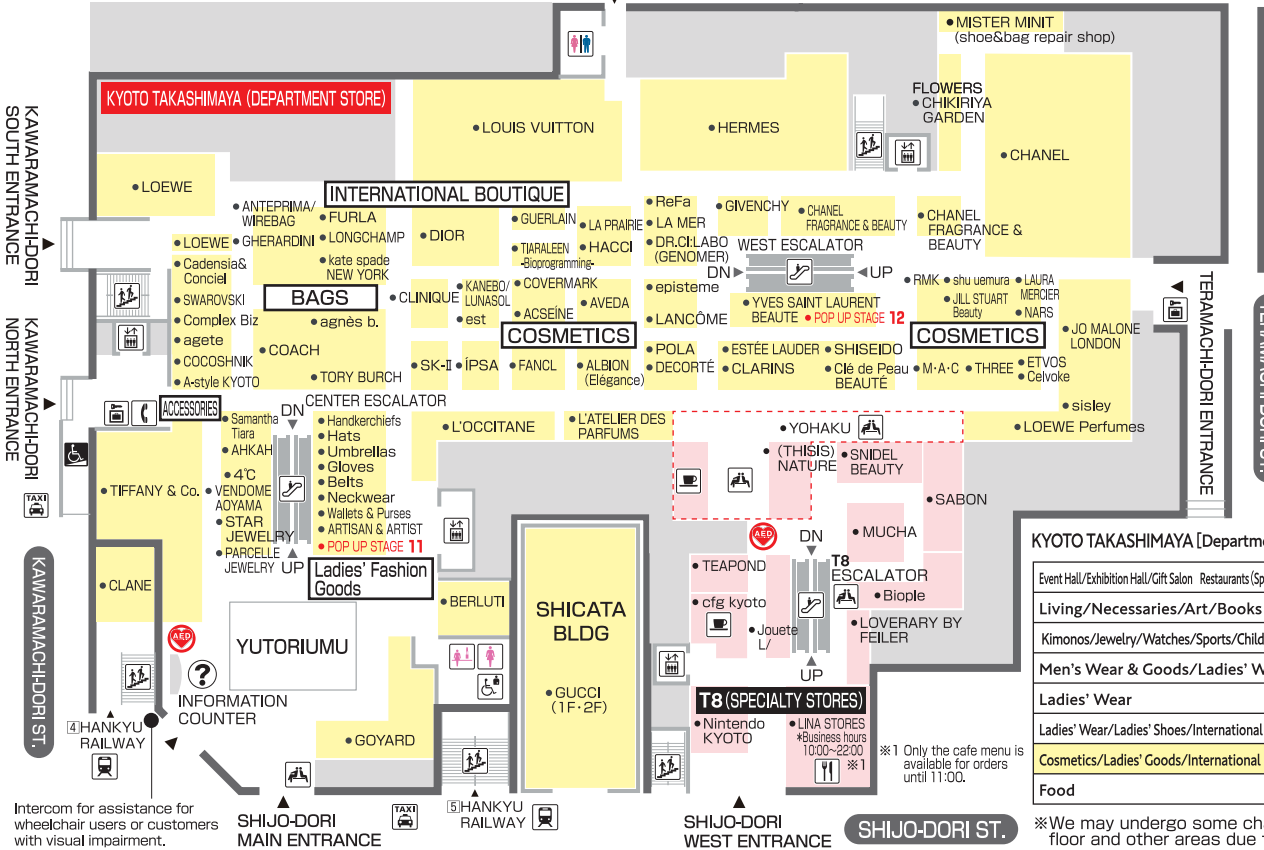 MISTER MINIT
(shoe&bag repair shop)
KYOTO TAKASHIMAYA (DEPARTMENT STORE)
FLOWERS
CHIKIRIYA
GARDEN
LOUIS VUITTON
HERMES
CHANEL
KAWARAMACHI-DORI
SOUTH ENTRANCE
LOEWE
INTERNATIONAL BOUTIQUE
ANTEPRIMA/
WIREBAG
FURLA
GHERARDINI
LONGCHAMP
kate spade
NEW YORK
DIOR
GUERLAIN
LA PRAIRIE
TIARALEEN
-Bioprogramming-
HACCI
ReFa
LA MER
DR.CI:LABO
(GENOMER)
GIVENCHY
CHANEL
FRAGRANCE & BEAUTY
CHANEL
FRAGRANCE &
BEAUTY
WEST ESCALATOR
DN
UP
LOEWE
Cadensia&
Conciel
SWAROVSKI
Complex Biz
agete
COCOSHNIK
A-style KYOTO
BAGS
agnès b.
COACH
TORY BURCH
CLINIQUE
KANEBO/
LUNASOL
est
COVERMARK
ACSEÍNE
AVEDA
episteme
LANCÔME
COSMETICS
YVES SAINT LAURENT
BEAUTE
POP UP STAGE 12
RMK
shu uemura
JILL STUART
Beauty
LAURA
MERCIER
NARS
COSMETICS
JO MALONE
LONDON
SK-II
ÍPSA
FANCL
ALBION
(Elégance)
POLA
DECORTÉ
ESTÉE LAUDER
CLARINS
SHISEIDO
Clé de Peau
BEAUTÉ
M·A·C
THREE
ETVOS
Celvoke
sisley
LOEWE Perfumes
TERAMACHI-DORI ENTRANCE
KAWARAMACHI-DORI
NORTH ENTRANCE
TAXI
ACCESSORIES
CENTER ESCALATOR
DN
UP
Samantha
Tiara
AHKAH
4℃
VENDOME
AOYAMA
STAR
JEWELRY
PARCELLE
JEWELRY
Handkerchiefs
Hats
Umbrellas
Gloves
Belts
Neckwear
Wallets & Purses
ARTISAN & ARTIST
POP UP STAGE 11
Ladies' Fashion
Goods
L'OCCITANE
L'ATELIER DES
PARFUMS
YOHAKU
(THISIS)
NATURE
SNIDEL
BEAUTY
SABON
MUCHA
AED
DN
T8
ESCALATOR
UP
TIFFANY & Co.
CLANE
KAWARAMACHI-DORI ST.
AED
YUTORIUMU
INFORMATION
COUNTER
?
BERLUTI
SHICATA
BLDG
GUCCI
(1F·2F)
GOYARD
TEAPOND
cfg kyoto
Jouete
L/
Biople
LOVERARY BY
FEILER
T8 (SPECIALTY STORES)
Nintendo
KYOTO
LINA STORES
*Business hours
10:00~22:00
※1
※1 Only the cafe menu is
available for orders
until 11:00.
4 HANKYU
RAILWAY
Intercom for assistance for
wheelchair users or customers
with visual impairment.
SHIJO-DORI
MAIN ENTRANCE
TAXI
5 HANKYU
RAILWAY
SHIJO-DORI
WEST ENTRANCE
SHIJO-DORI ST.
KYOTO TAKASHIMAYA [Departme
Event Hall/Exhibition Hall/Gift Salon Restaurants (Sp
Living/Necessaries/Art/Books
Kimonos/Jewelry/Watches/Sports/Child
Men's Wear & Goods/Ladies' W
Ladies' Wear
Ladies' Wear/Ladies' Shoes/International
Cosmetics/Ladies' Goods/International
Food
※We may undergo some cha
floor and other areas due t